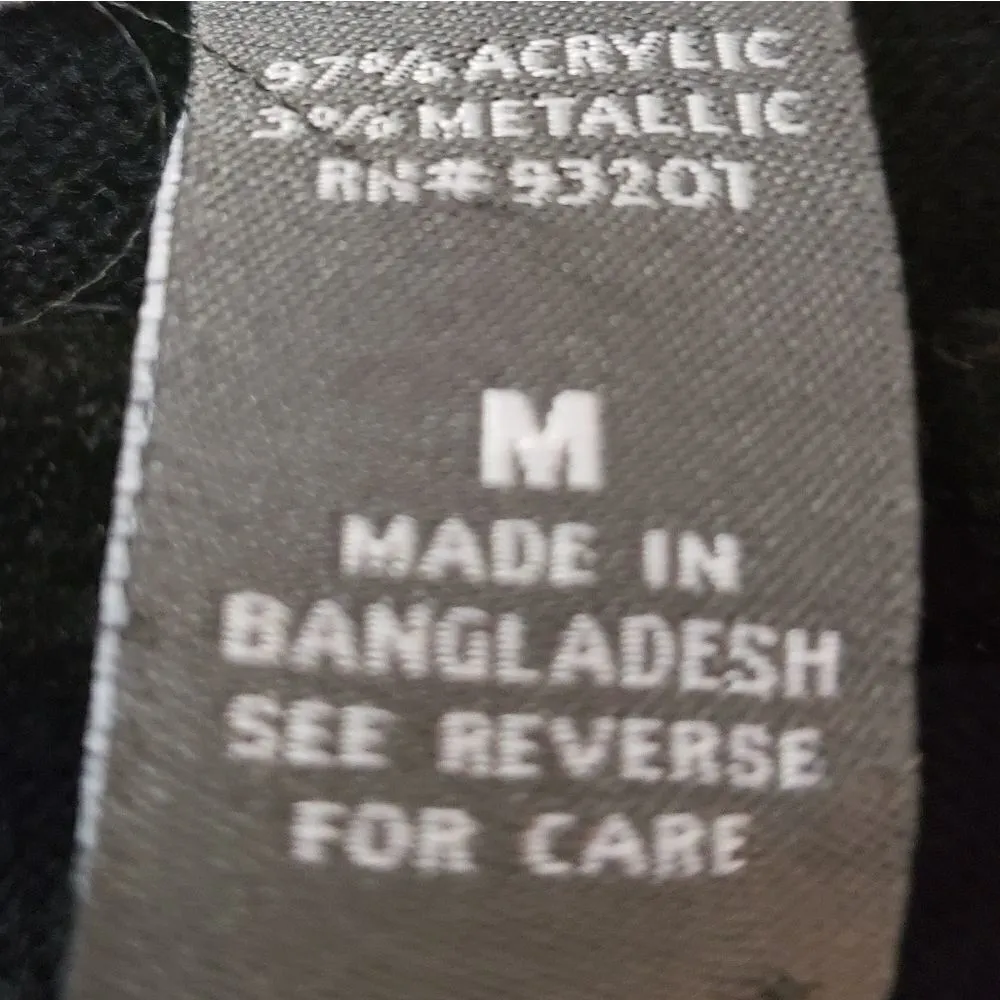 97% ACRYLIC
3% METALLIC
RN# 93201
M
MADE IN
BANGLADESH
SEE REVERSE
FOR CARE